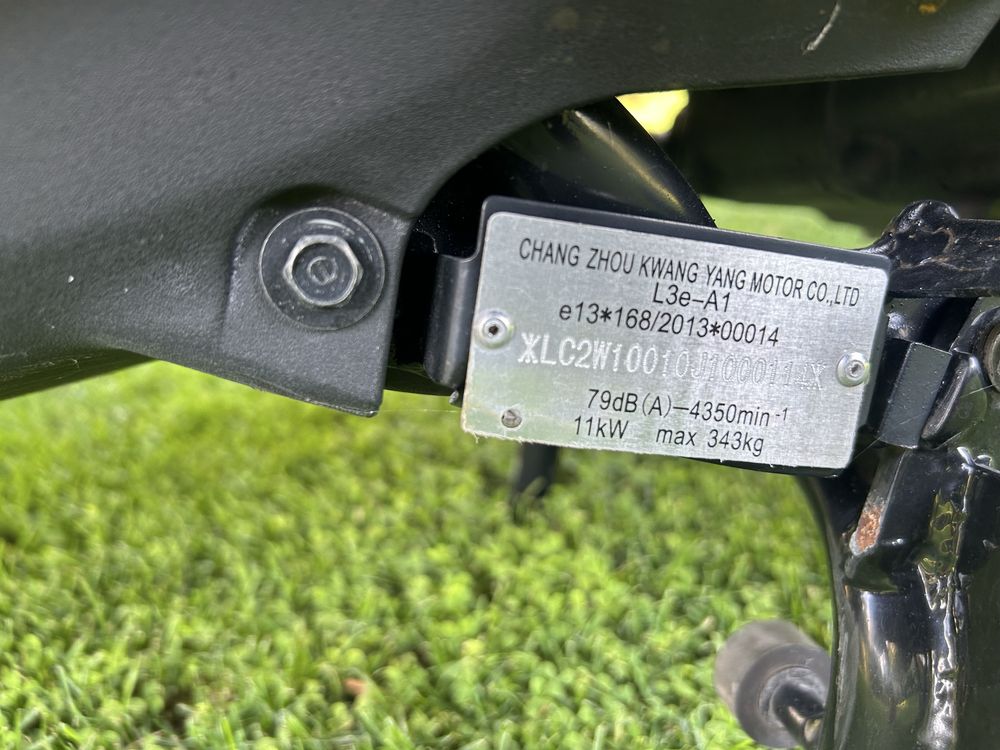 CHANG ZHOU KWANG YANG MOTOR CO.,LTD
L3e-A1
e13*168/2013*00014
79dB(A)-4350min⁻¹
11kW max 343kg